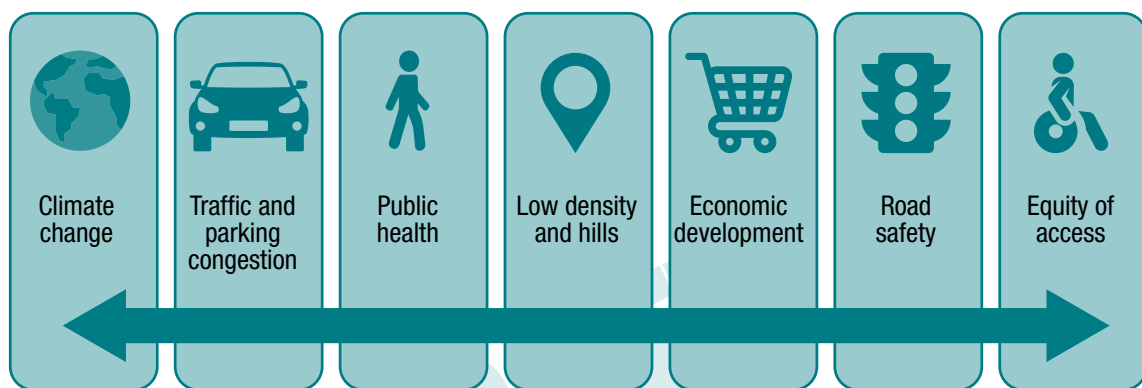 Climate
change
Traffic and
parking
congestion
Public
health
Low density
and hills
Economic
development
Road
safety
Equity of
access